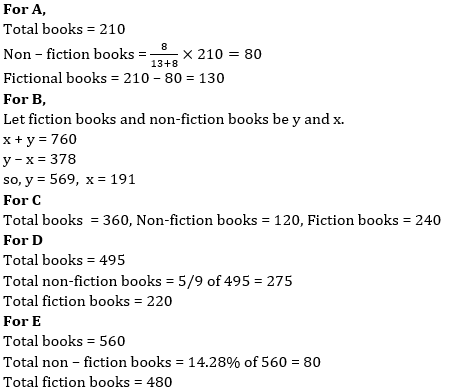 For A,
Total books = 210
Non – fiction books = 8/(13+8) × 210 = 80
Fictional books = 210 – 80 = 130
For B,
Let fiction books and non-fiction books be y and x.
x + y = 760
y – x = 378
so, y = 569, x = 191
For C
Total books = 360, Non-fiction books = 120, Fiction books = 240
For D
Total books = 495
Total non-fiction books = 5/9 of 495 = 275
Total fiction books = 220
For E
Total books = 560
Total non – fiction books = 14.28% of 560 = 80
Total fiction books = 480